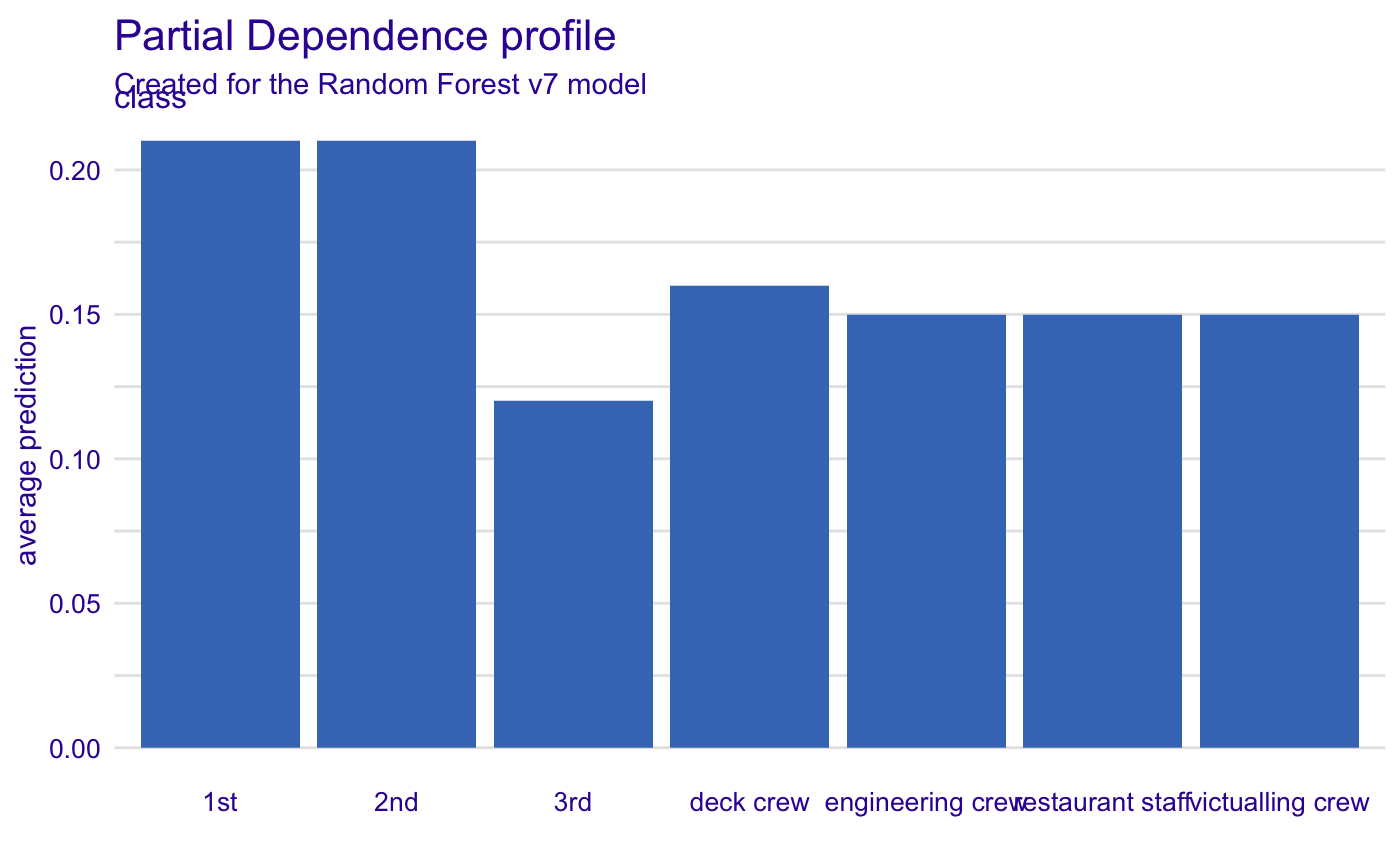 Partial Dependence profile
Created for the Random Forest v7 model
class
average prediction
0.20
0.15
0.10
0.05
0.00
1st
2nd
3rd
deck crew
engineering crew
restaurant staff
victualling crew